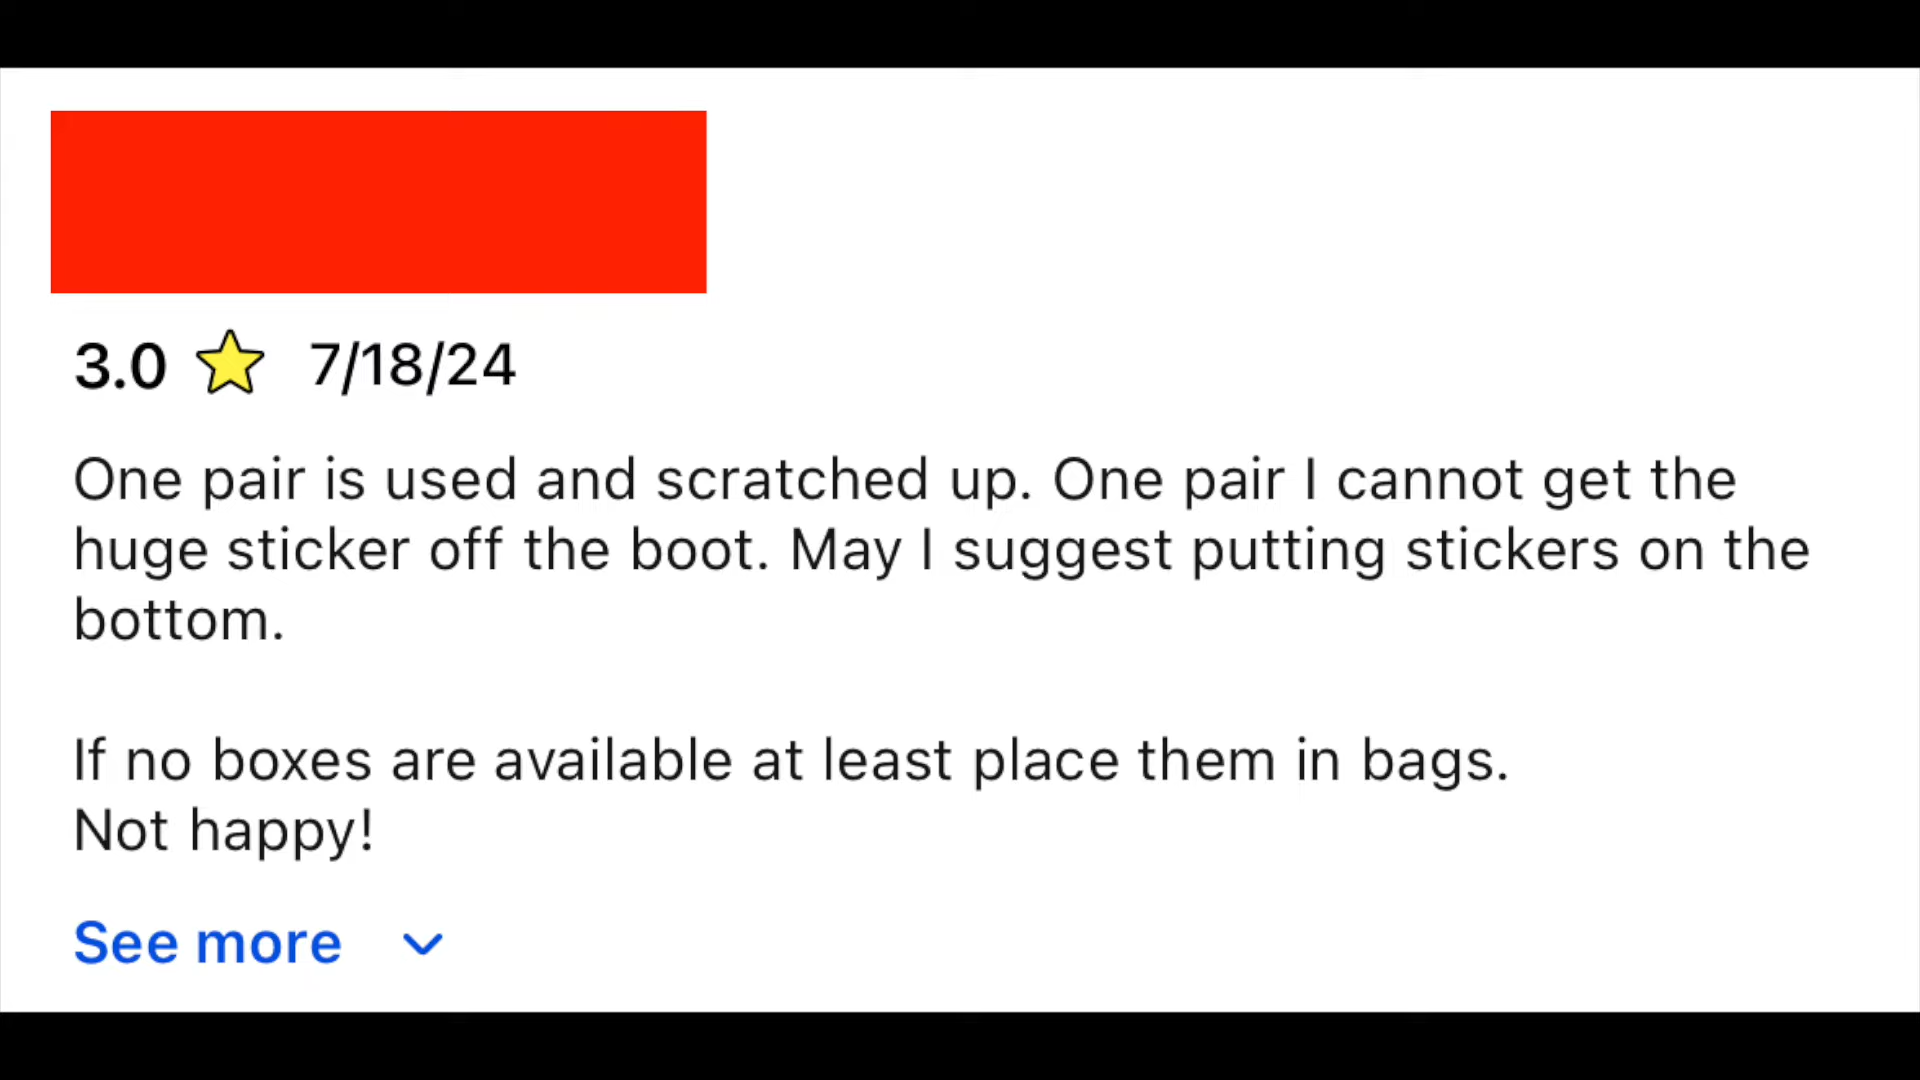 3.0 7/18/24
One pair is used and scratched up. One pair I cannot get the
huge sticker off the boot. May I suggest putting stickers on the
bottom.
If no boxes are available at least place them in bags.
Not happy!
See more